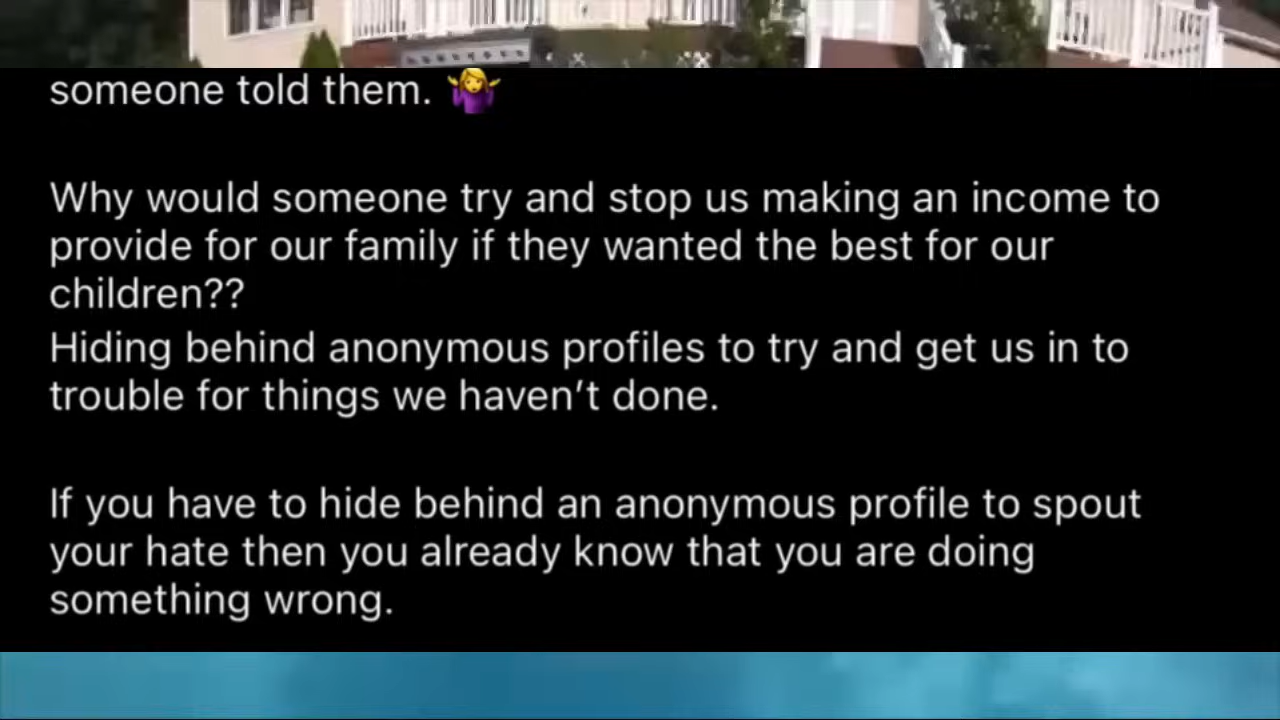 someone told them. 🤷‍♀️
Why would someone try and stop us making an income to
provide for our family if they wanted the best for our
children??
Hiding behind anonymous profiles to try and get us in to
trouble for things we haven’t done.
If you have to hide behind an anonymous profile to spout
your hate then you already know that you are doing
something wrong.